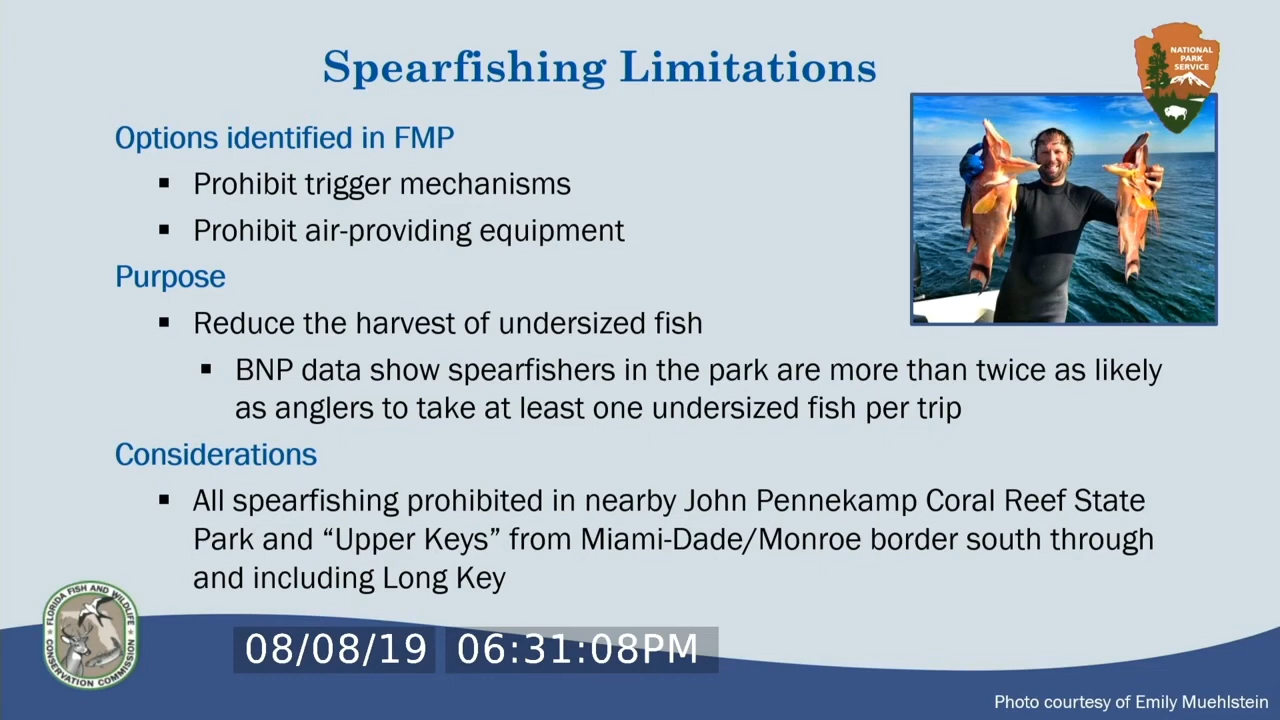 Spearfishing Limitations
NATIONAL
PARK
SERVICE
Options identified in FMP
▪ Prohibit trigger mechanisms
▪ Prohibit air-providing equipment
Purpose
▪ Reduce the harvest of undersized fish
▪ BNP data show spearfishers in the park are more than twice as likely
as anglers to take at least one undersized fish per trip
Considerations
▪ All spearfishing prohibited in nearby John Pennekamp Coral Reef State
Park and “Upper Keys” from Miami-Dade/Monroe border south through
and including Long Key
FLORIDA FISH AND WILDLIFE
CONSERVATION COMMISSION
08/08/19 06:31:08PM
Photo courtesy of Emily Muehlstein